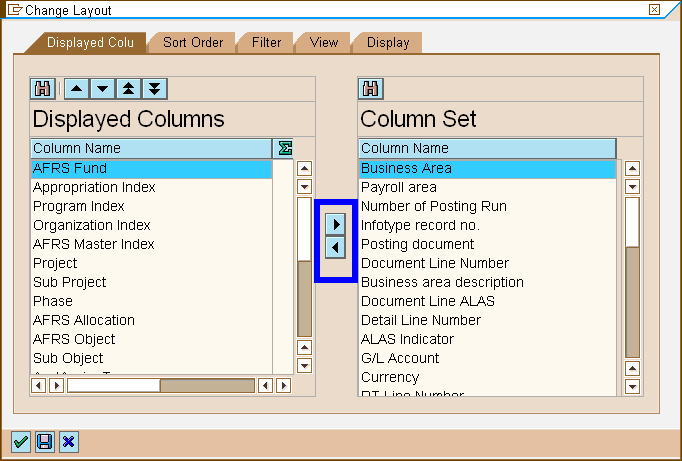 Change Layout
Displayed Colu
Sort Order
Filter
View
Display
Displayed Columns
Column Name
AFRS Fund
Appropriation Index
Program Index
Organization Index
AFRS Master Index
Project
Sub Project
Phase
AFRS Allocation
AFRS Object
Sub Object
Column Set
Column Name
Business Area
Payroll area
Number of Posting Run
Infotype record no.
Posting document
Document Line Number
Business area description
Document Line ALAS
Detail Line Number
ALAS Indicator
G/L Account
Currency
Line Number